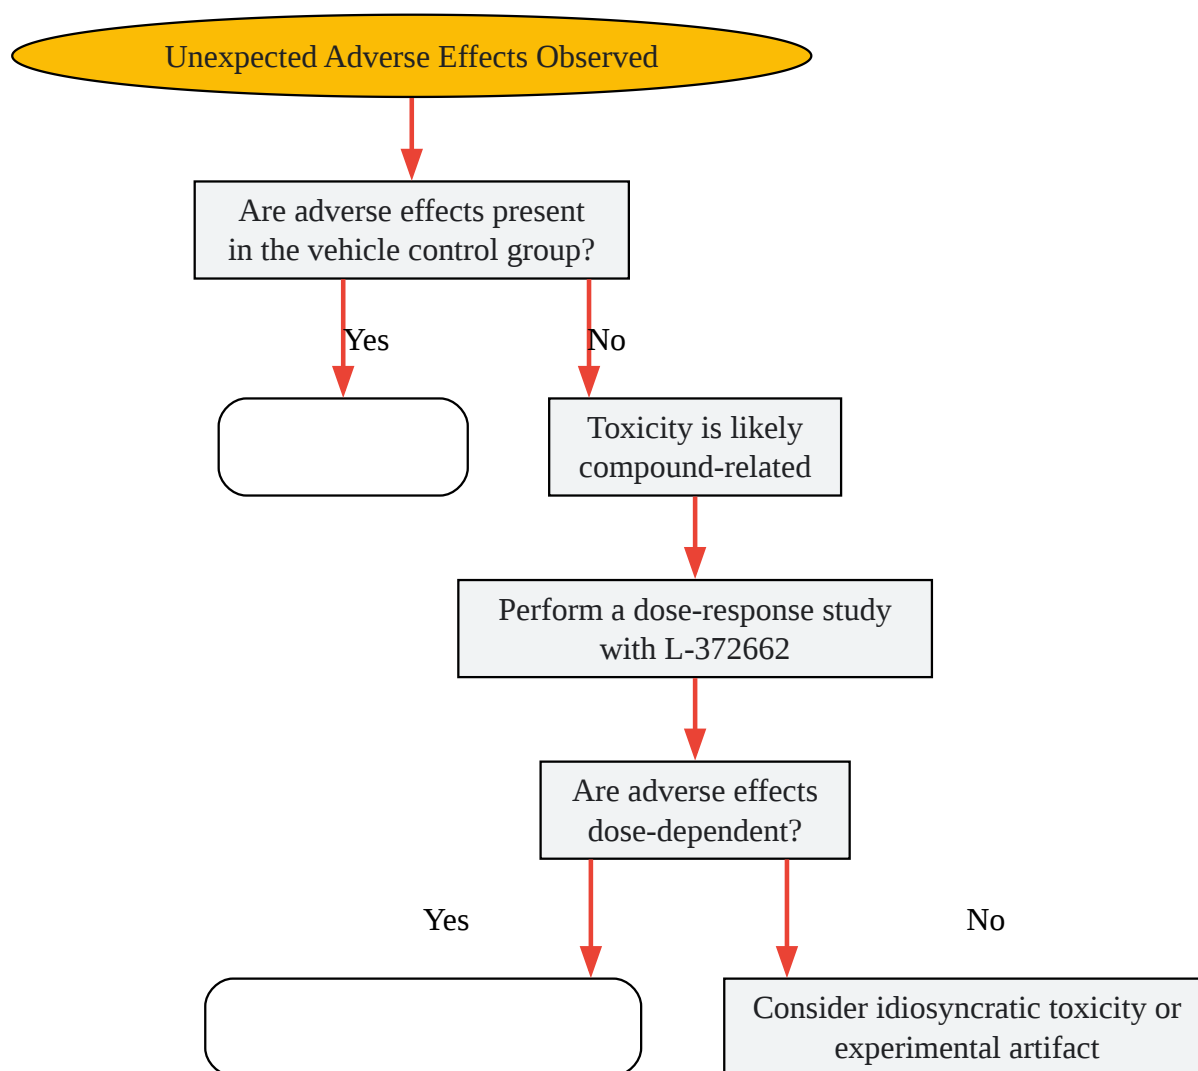 Unexpected Adverse Effects Observed
Are adverse effects present
in the vehicle control group?
Yes
No
Toxicity is likely
compound-related
Perform a dose-response study
with L-372662
Are adverse effects
dose-dependent?
Yes
No
Consider idiosyncratic toxicity or
experimental artifact